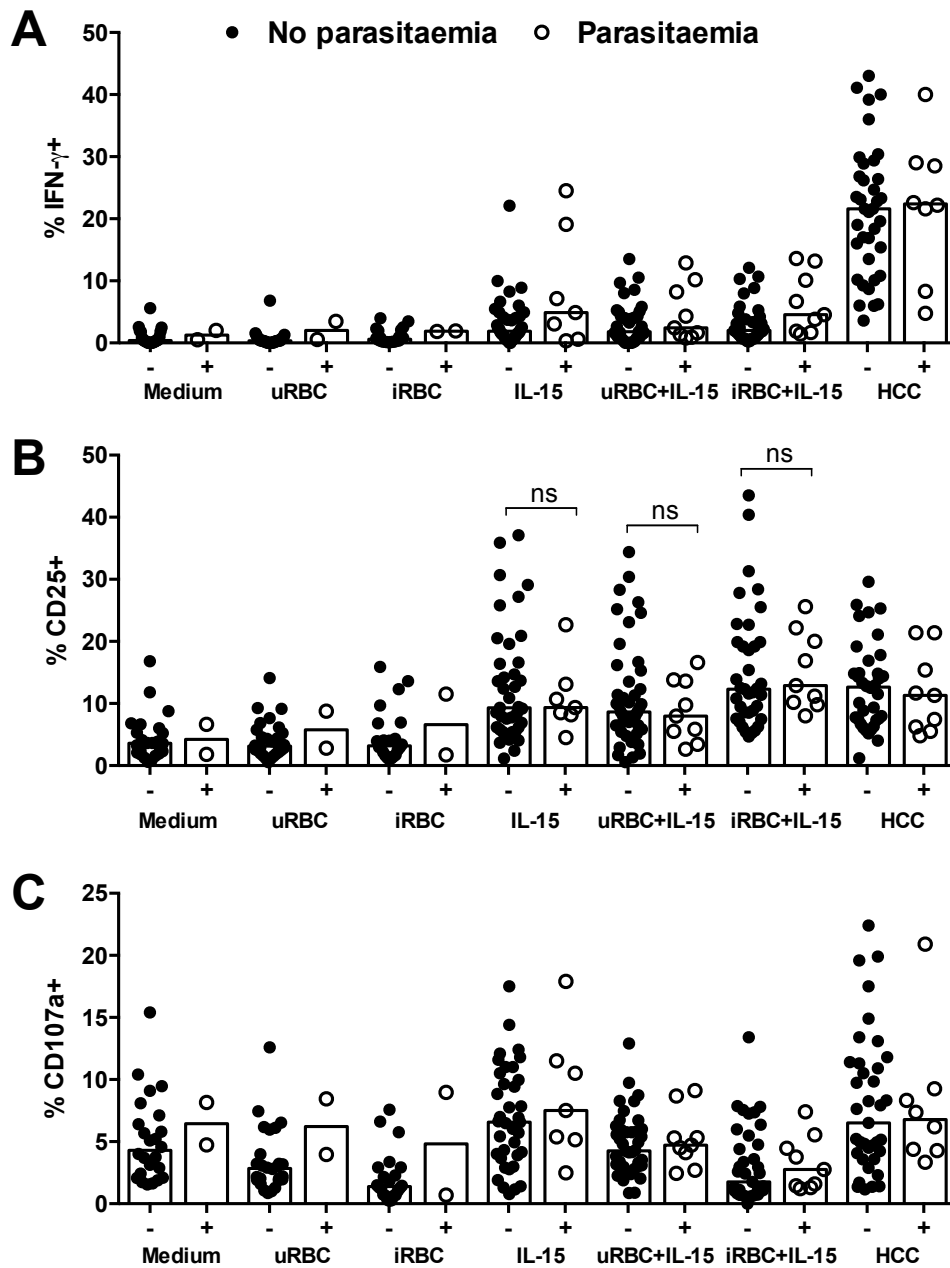 A
No parasitaemia Parasitaemia
% IFN-γ+
50
40
30
20
10
0
- + - + - + - + - + - + - +
Medium uRBC iRBC IL-15 uRBC+IL-15 iRBC+IL-15 HCC
B
% CD25+
50
40
30
20
10
0
ns ns ns
- + - + - + - + - + - + - +
Medium uRBC iRBC IL-15 uRBC+IL-15 iRBC+IL-15 HCC
C
% CD107a+
25
20
15
10
5
0
- + - + - + - + - + - + - +
Medium uRBC iRBC IL-15 uRBC+IL-15 iRBC+IL-15 HCC